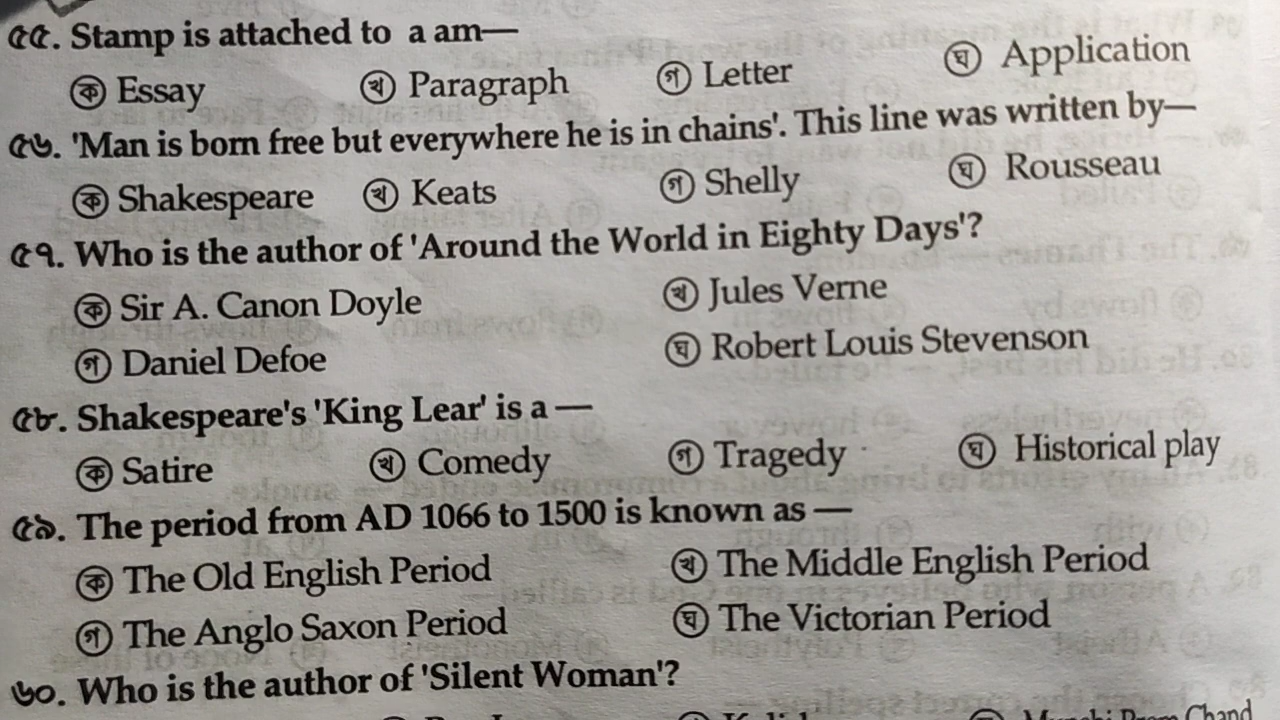 ৫৫. Stamp is attached to a am—
ক Essay খ Paragraph গ Letter ঘ Application
৫৬. 'Man is born free but everywhere he is in chains'. This line was written by—
ক Shakespeare খ Keats গ Shelly ঘ Rousseau
৫৭. Who is the author of 'Around the World in Eighty Days'?
ক Sir A. Canon Doyle খ Jules Verne
গ Daniel Defoe ঘ Robert Louis Stevenson
৫৮. Shakespeare's 'King Lear' is a —
ক Satire খ Comedy গ Tragedy ঘ Historical play
৫৯. The period from AD 1066 to 1500 is known as —
ক The Old English Period খ The Middle English Period
গ The Anglo Saxon Period ঘ The Victorian Period
৬০. Who is the author of 'Silent Woman'?
Chand